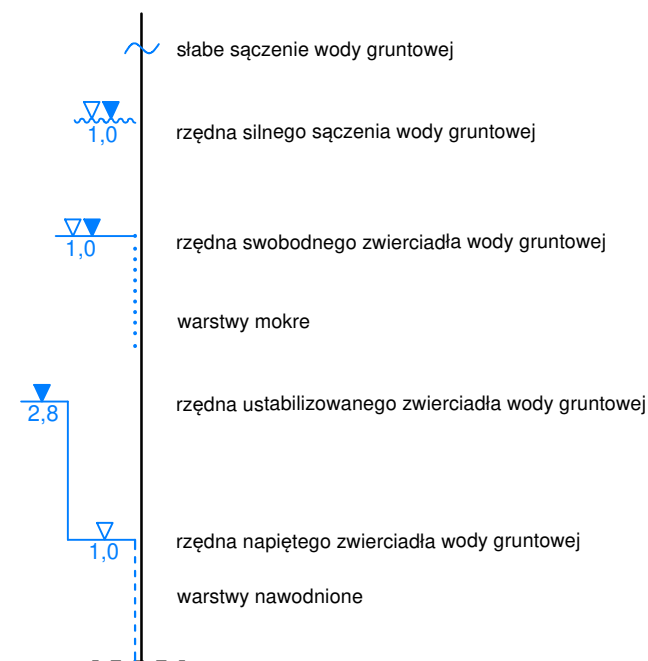 słabe sączenie wody gruntowej
1,0
rzędna silnego sączenia wody gruntowej
1,0
rzędna swobodnego zwierciadła wody gruntowej
warstwy mokre
2,8
rzędna ustabilizowanego zwierciadła wody gruntowej
1,0
rzędna napiętego zwierciadła wody gruntowej
warstwy nawodnione